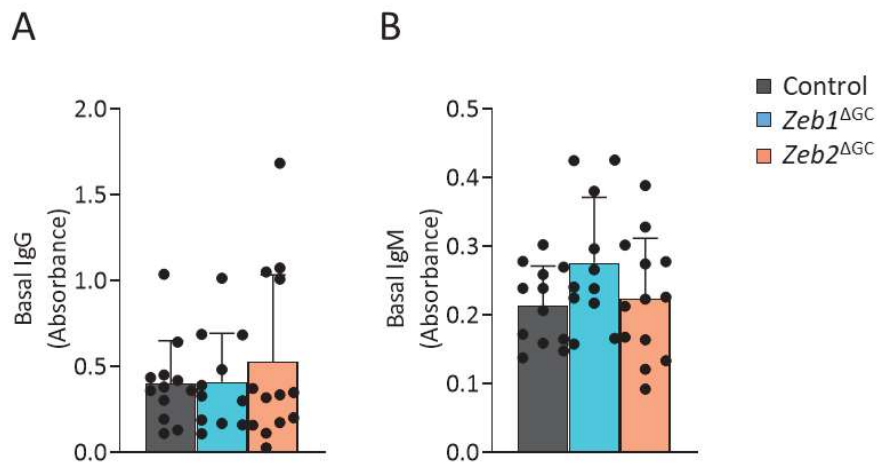 A
B
Basal IgG
(Absorbance)
2.0
1.5
1.0
0.5
0.0
Basal IgM
(Absorbance)
0.5
0.4
0.3
0.2
0.1
0.0
Control
Zeb1ΔGC
Zeb2ΔGC